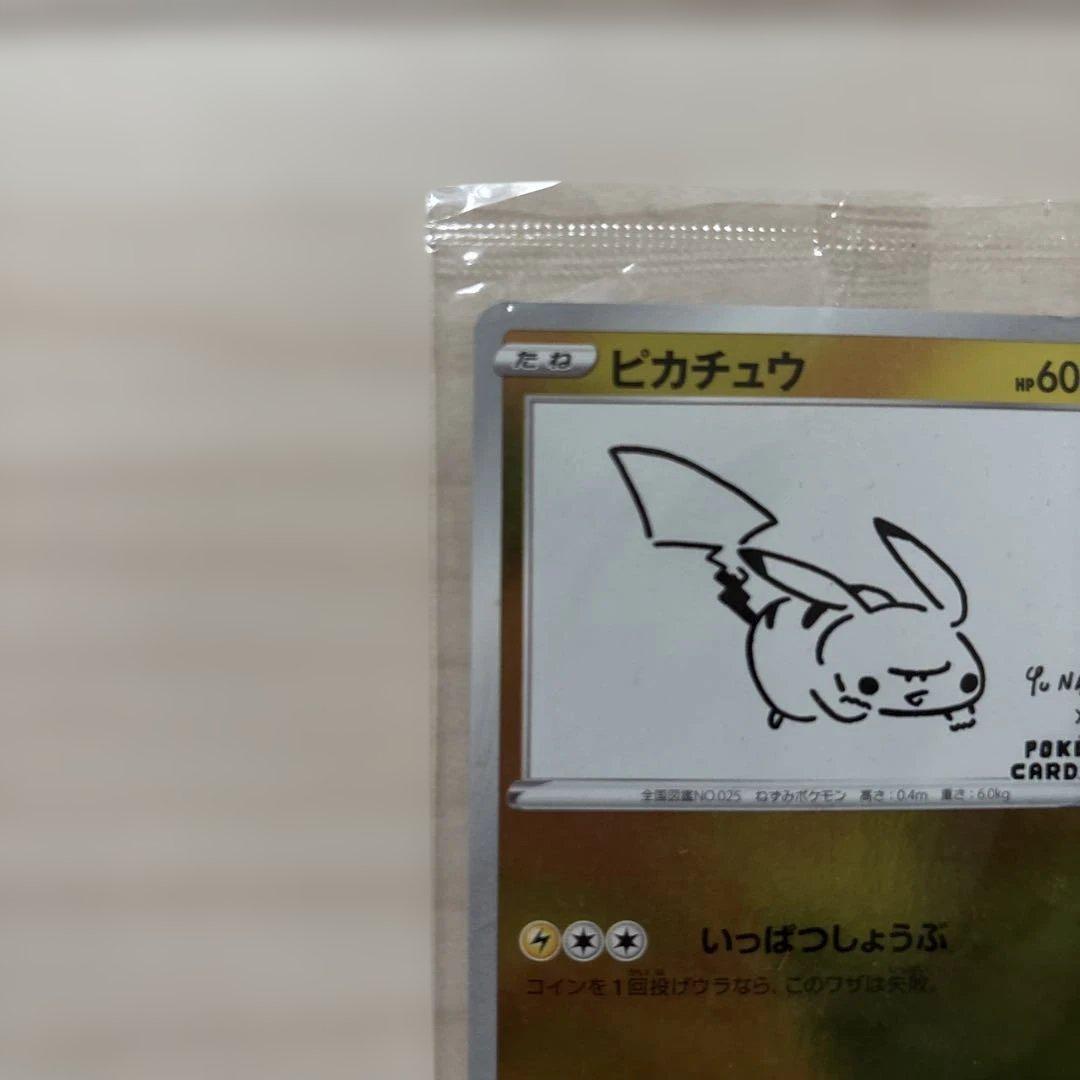 たね ピカチュウ HP60
Yu NA
×
POKÉ
CARD
全国図鑑NO.025 ねずみポケモン 高さ:0.4m 重さ:6.0kg
いっぱつしょうぶ
コインを1回投げウラなら、このワザは失敗。